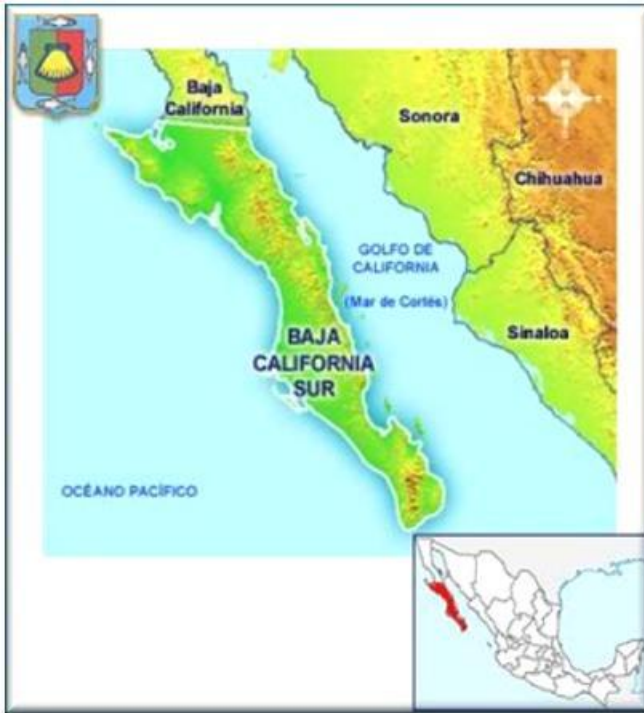 Baja
California
Sonora
Chihuahua
GOLFO DE
CALIFORNIA
(Mar de Cortés)
Sinaloa
BAJA
CALIFORNIA
SUR
OCÉANO PACÍFICO